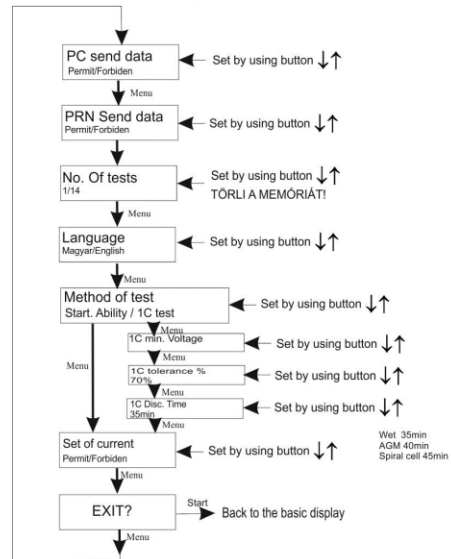 PC send data
Permit/Forbiden
Set by using button ↓↑
Menu
PRN Send data
Permit/Forbiden
Set by using button ↓↑
No. Of tests
1/14
Set by using button ↓↑
TÖRLI A MEMÓRIÁT!
Menu
Language
Magyar/English
Set by using button ↓↑
Menu
Method of test
Start. Ability / 1C test
Set by using button ↓↑
Menu
1C min. Voltage
Set by using button ↓↑
Menu
Menu
1C tolerance %
70%
Set by using button ↓↑
Menu
1C Disc. Time
35min
Set by using button ↓↑
Menu
Set of current
Permit/Forbiden
Set by using button ↓↑
Wet 35min
AGM 40min
Spiral cell 45min
Menu
EXIT?
Start
Back to the basic display
Menu